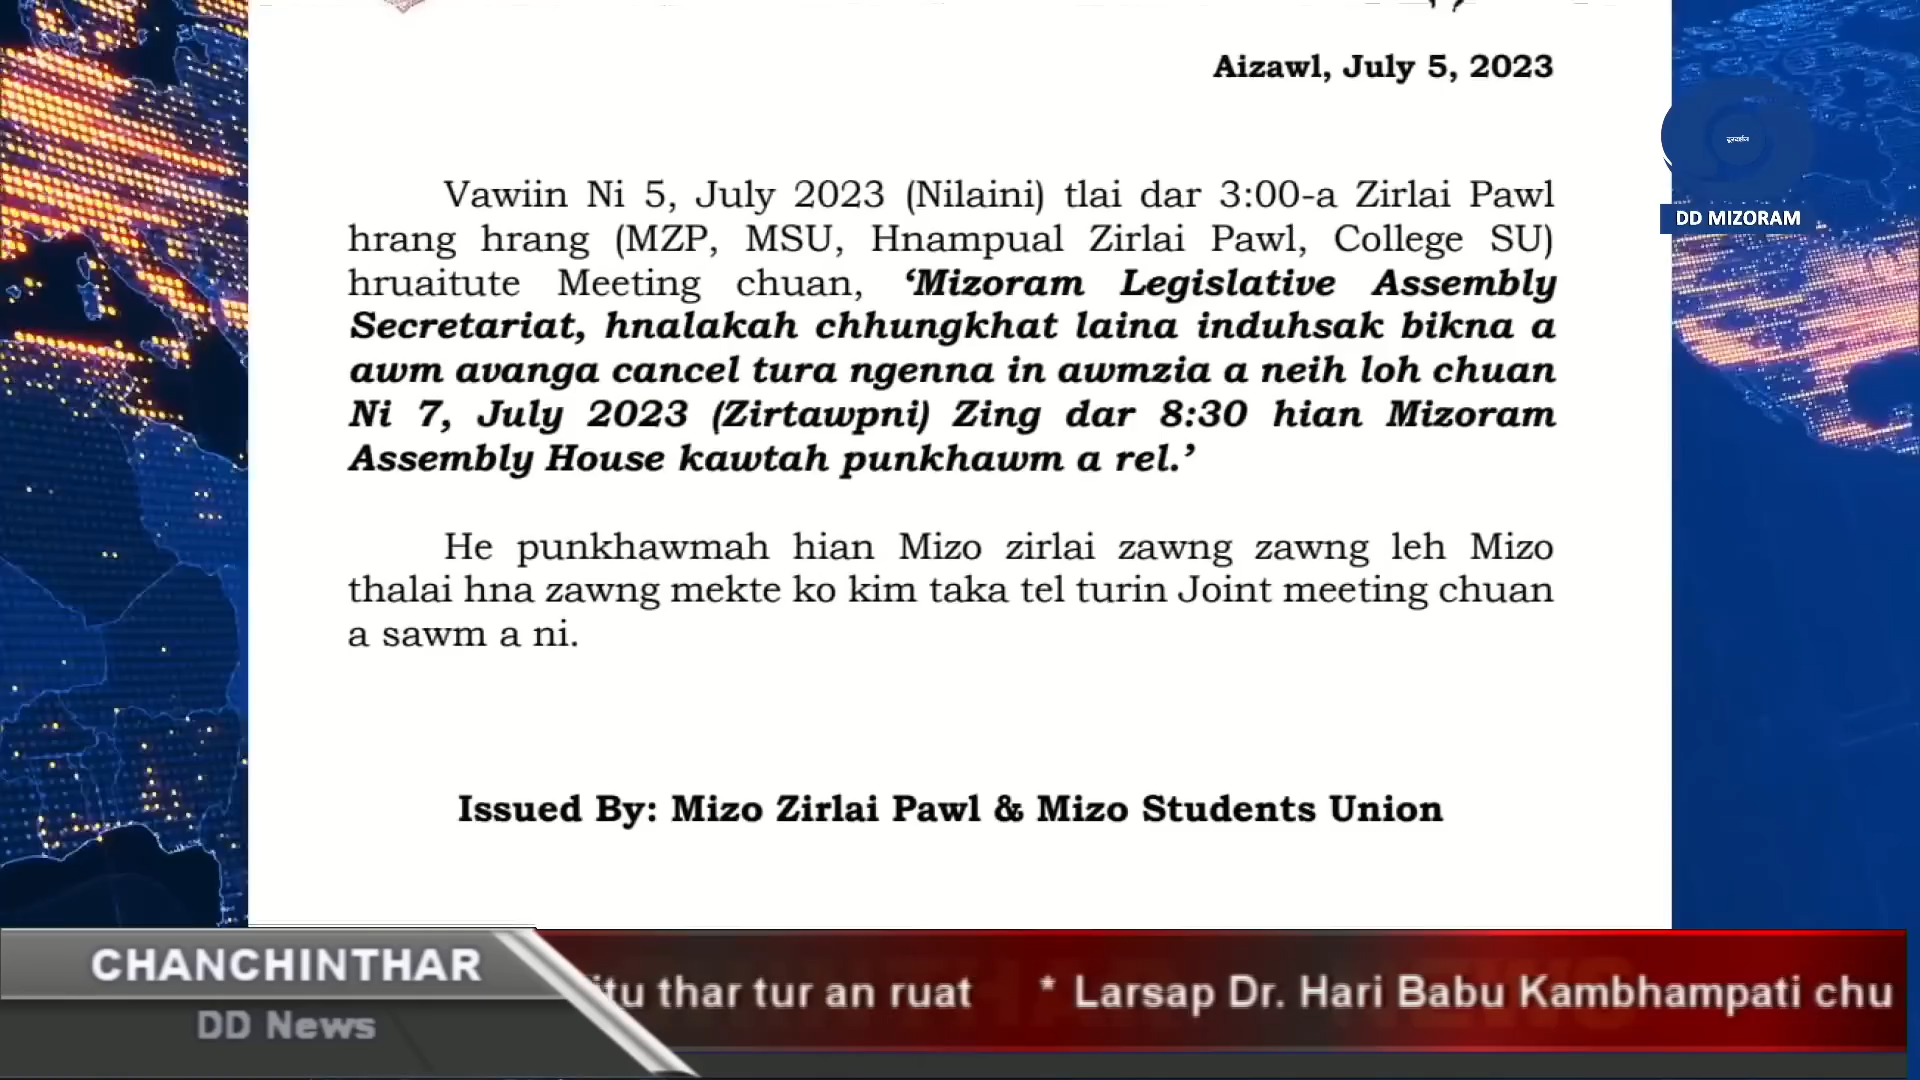 Aizawl, July 5, 2023
दूरदर्शन
DD MIZORAM
Vawiin Ni 5, July 2023 (Nilaini) tlai dar 3:00-a Zirlai Pawl
hrang hrang (MZP, MSU, Hnampual Zirlai Pawl, College SU)
hruaitute Meeting chuan, ‘Mizoram Legislative Assembly
Secretariat, hnalakah chhungkhat laina induhsak bikna a
awm avanga cancel tura ngenna in awmzia a neih loh chuan
Ni 7, July 2023 (Zirtawpni) Zing dar 8:30 hian Mizoram
Assembly House kawtah punkhawm a rel.’
He punkhawmah hian Mizo zirlai zawng zawng leh Mizo
thalai hna zawng mekte ko kim taka tel turin Joint meeting chuan
a sawm a ni.
Issued By: Mizo Zirlai Pawl & Mizo Students Union
CHANCHINTHAR
DD News
itu thar tur an ruat * Larsap Dr. Hari Babu Kambhampati chu